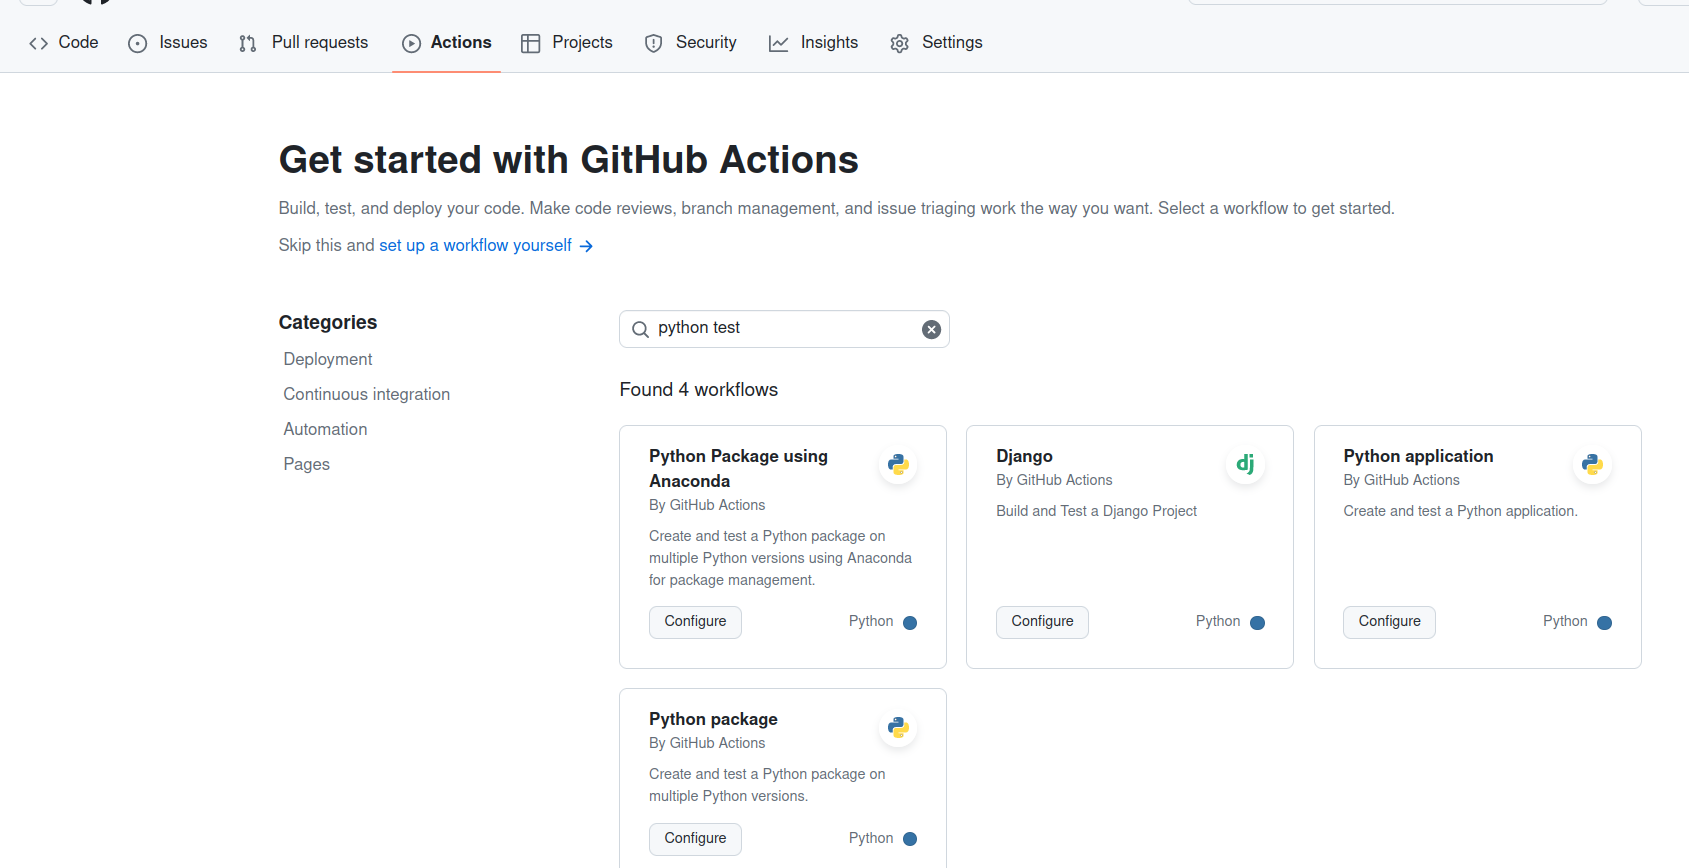 Code Issues Pull requests Actions Projects Security Insights Settings
Get started with GitHub Actions
Build, test, and deploy your code. Make code reviews, branch management, and issue triaging work the way you want. Select a workflow to get started.
Skip this and set up a workflow yourself →
Categories
Deployment
Continuous integration
Automation
Pages
python test
Found 4 workflows
Python Package using
Anaconda
By GitHub Actions
Create and test a Python package on
multiple Python versions using Anaconda
for package management.
Configure Python
Django
By GitHub Actions
Build and Test a Django Project
Configure Python
Python application
By GitHub Actions
Create and test a Python application.
Configure Python
Python package
By GitHub Actions
Create and test a Python package on
multiple Python versions.
Configure Python